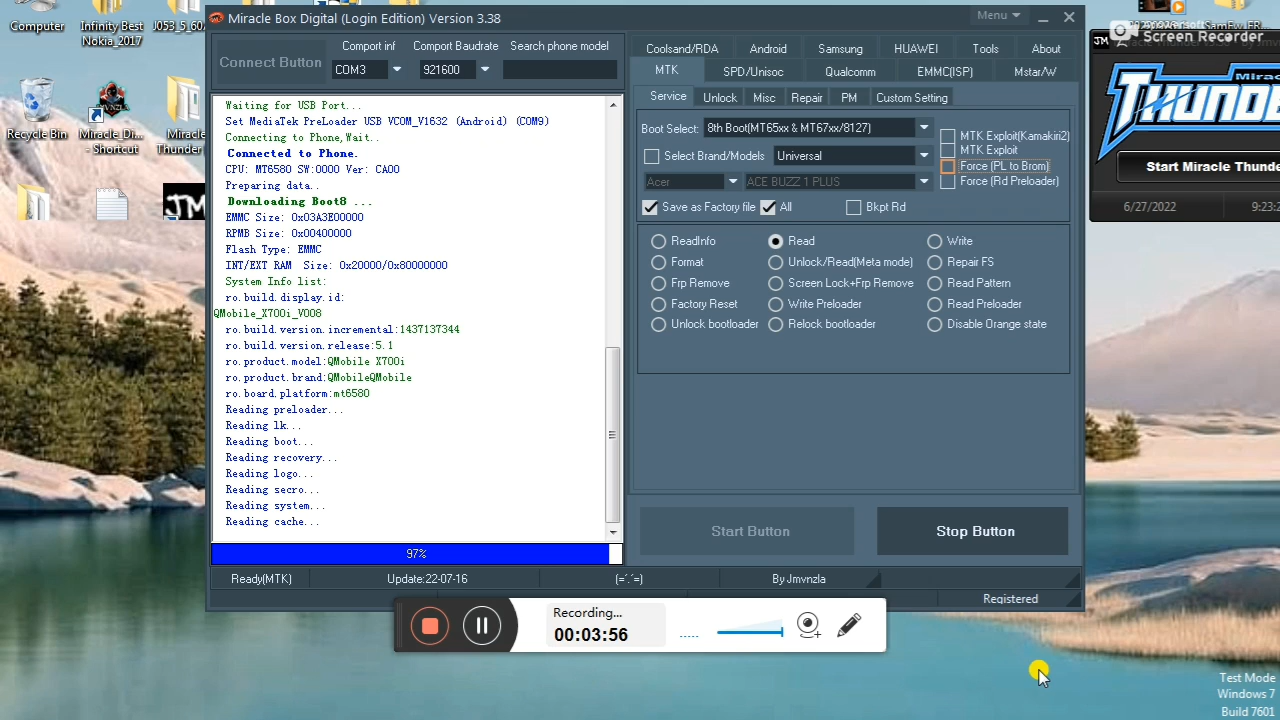 Computer
Infinity Best
Nokia_2017
J053_5_60
Recycle Bin
Miracle_Di...
- Shortcut
Miracle
Thunder
JM
Miracle Box Digital (Login Edition) Version 3.38
Menu
Connect Button
Comport inf
Comport Baudrate
Search phone model
COM3
921600
Waiting for USB Port...
Set MediaTek PreLoader USB VCOM_V1632 (Android) (COM9)
Connecting to Phone,Wait..
Connected to Phone.
CPU: MT6580 SW:0000 Ver: CA00
Preparing data..
Downloading Boot8 ...
EMMC Size: 0x03A3E00000
RPMB Size: 0x00400000
Flash Type: EMMC
INT/EXT RAM Size: 0x20000/0x80000000
System Info list:
ro.build.display.id:
QMobile_X700i_V008
ro.build.version.incremental:1437137344
ro.build.version.release:5.1
ro.product.model:QMobile X700i
ro.product.brand:QMobileQMobile
ro.board.platform:mt6580
Reading preloader...
Reading lk...
Reading boot...
Reading recovery...
Reading logo...
Reading secro...
Reading system...
Reading cache...
97%
Coolsand/RDA
Android
Samsung
HUAWEI
Tools
About
MTK
SPD/Unisoc
Qualcomm
EMMC(ISP)
Mstar/W
Service
Unlock
Misc
Repair
PM
Custom Setting
Boot Select:
8th Boot(MT65xx & MT67xx/8127)
MTK Exploit(Kamakiri2)
MTK Exploit
Select Brand/Models
Universal
Force (PL to Brom)
Acer
ACE BUZZ 1 PLUS
Force (Rd Preloader)
Save as Factory file
All
Bkpt Rd
ReadInfo
Read
Write
Format
Unlock/Read(Meta mode)
Repair FS
Frp Remove
Screen Lock+Frp Remove
Read Pattern
Factory Reset
Write Preloader
Read Preloader
Unlock bootloader
Relock bootloader
Disable Orange state
Start Button
Stop Button
Ready(MTK)
Update:22-07-16
(=´.`=)
By Jmvnzla
Registered
Recording...
00:03:56
Screen Recorder
JM
Start Miracle Thunde
6/27/2022
9:23:2
Test Mode
Windows 7
Build 7601